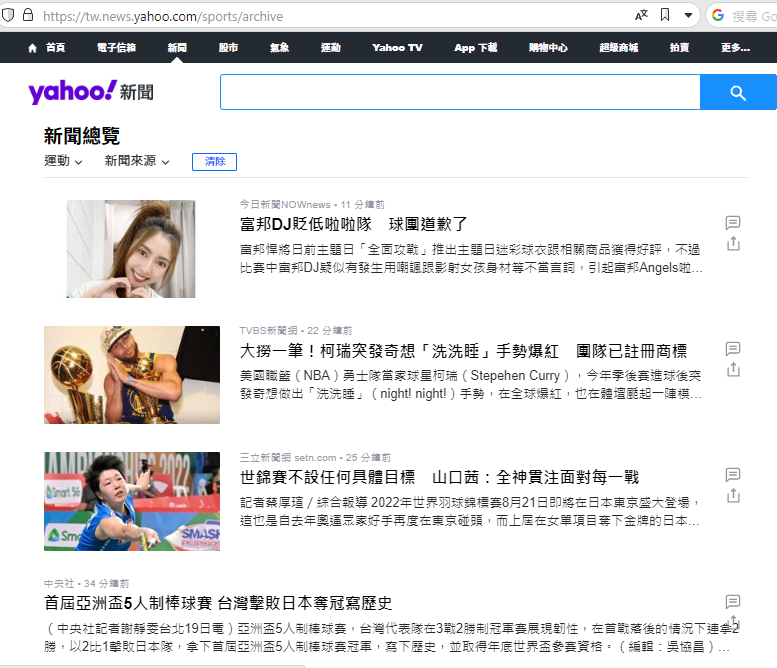 https://tw.news.yahoo.com/sports/archive
搜尋 Go
首頁 電子信箱 新聞 股市 氣象 運動 Yahoo TV App 下載 購物中心 超級商城 拍賣 更多...
yahoo! 新聞
新聞總覽
運動 新聞來源 清除
今日新聞NOWnews • 11 分鐘前
富邦DJ貶低啦啦隊 球團道歉了
富邦悍將日前主題日「全面攻戰」推出主題日迷彩球衣跟相關商品獲得好評，不過
比賽中富邦DJ疑似有發生用嘲諷跟影射女孩身材等不當言詞，引起富邦Angels啦...
TVBS新聞網 • 22 分鐘前
大撈一筆！柯瑞突發奇想「洗洗睡」手勢爆紅 團隊已註冊商標
美國職籃（NBA）勇士隊當家球星柯瑞（Stepehen Curry），今年季後賽進球後突
發奇想做出「洗洗睡」（night! night!）手勢，在全球爆紅，也在體壇颳起一陣模...
三立新聞網 setn.com • 25 分鐘前
世錦賽不設任何具體目標 山口茜：全神貫注面對每一戰
記者蔡厚瑄／綜合報導 2022年世界羽球錦標賽8月21日即將在日本東京盛大登場，
這也是自去年奧運眾家好手再度在東京碰頭，而上屆在女單項目奪下金牌的日本...
Smart 56
SMASH
PILIPINAS
中央社 • 34 分鐘前
首屆亞洲盃5人制棒球賽 台灣擊敗日本奪冠寫歷史
（中央社記者謝靜雯台北19日電）亞洲盃5人制棒球賽，台灣代表隊在3戰2勝制冠軍賽展現韌性，在首戰落後的情況下連拿2
勝，以2比1擊敗日本隊，拿下首屆亞洲盃5人制棒球賽冠軍，寫下歷史，並取得年底世界盃參賽資格。（編輯：吳協昌）...